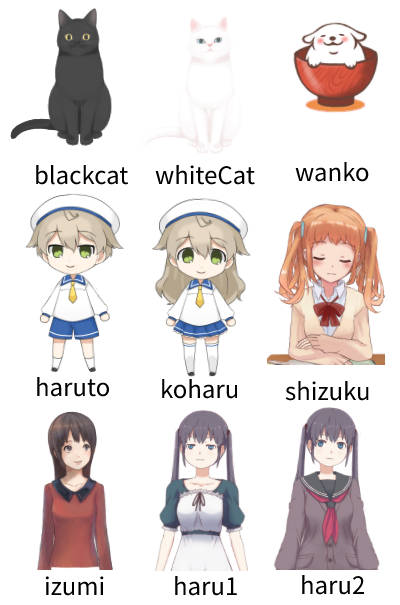 blackcat
whiteCat
wanko
haruto
koharu
shizuku
izumi
haru1
haru2